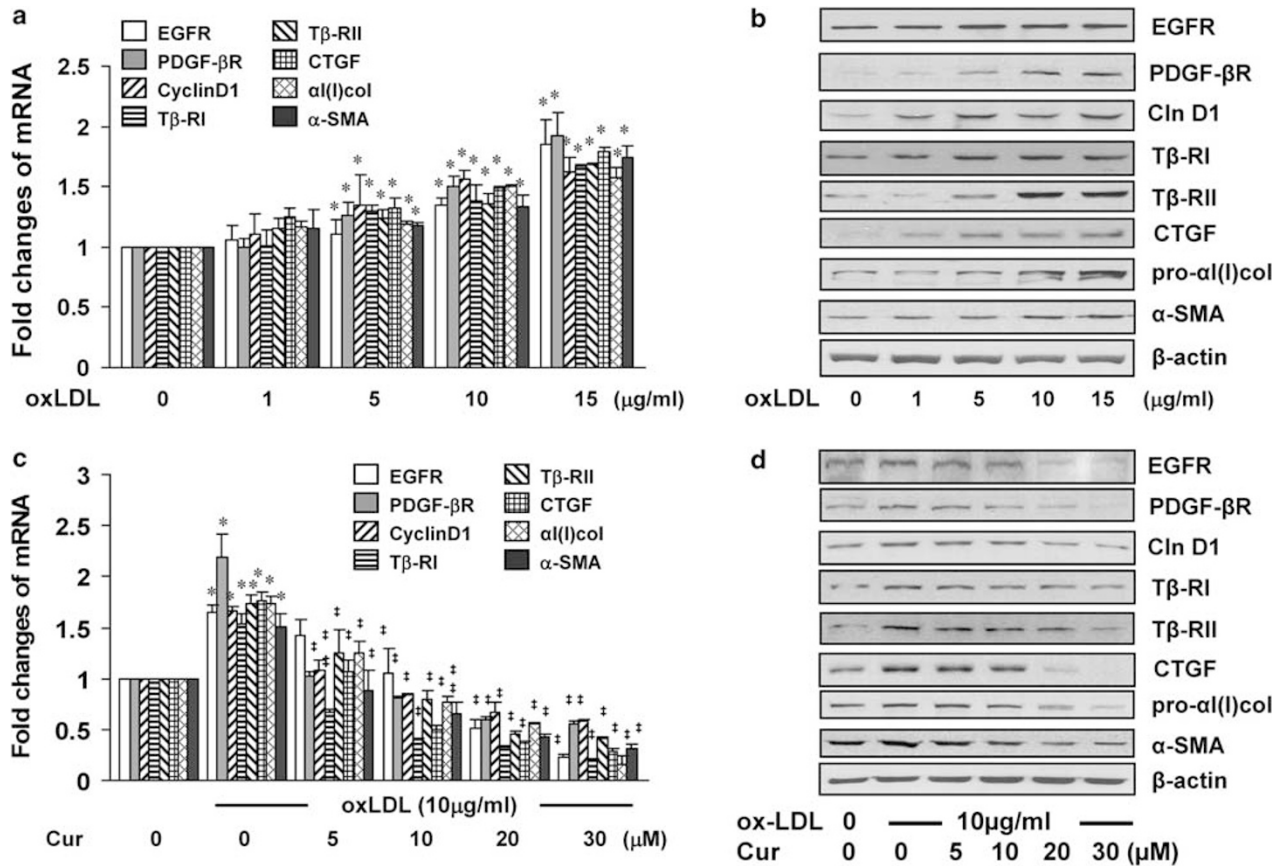 a
EGFR
PDGF-βR
CyclinD1
Tβ-RI
Tβ-RII
CTGF
αI(I)col
α-SMA
Fold changes of mRNA
2.5
2
1.5
1
0.5
0
* * * * * * * *
* * * * * * * *
* * * * * * * *
oxLDL 0 1 5 10 15 (μg/ml)
b
EGFR
PDGF-βR
Cln D1
Tβ-RI
Tβ-RII
CTGF
pro-αI(I)col
α-SMA
β-actin
oxLDL 0 1 5 10 15 (μg/ml)
c
EGFR
PDGF-βR
CyclinD1
Tβ-RI
Tβ-RII
CTGF
αI(I)col
α-SMA
Fold changes of mRNA
3
2.5
2
1.5
1
0.5
0
* * * * * * * *
‡ ‡ ‡ ‡ ‡ ‡ ‡
‡ ‡ ‡ ‡ ‡ ‡ ‡ ‡
‡ ‡ ‡ ‡ ‡ ‡ ‡ ‡
‡ ‡ ‡ ‡ ‡ ‡ ‡ ‡
oxLDL (10μg/ml)
Cur 0 0 5 10 20 30 (μM)
d
EGFR
PDGF-βR
Cln D1
Tβ-RI
Tβ-RII
CTGF
pro-αI(I)col
α-SMA
β-actin
ox-LDL 0 10μg/ml
Cur 0 0 5 10 20 30 (μM)